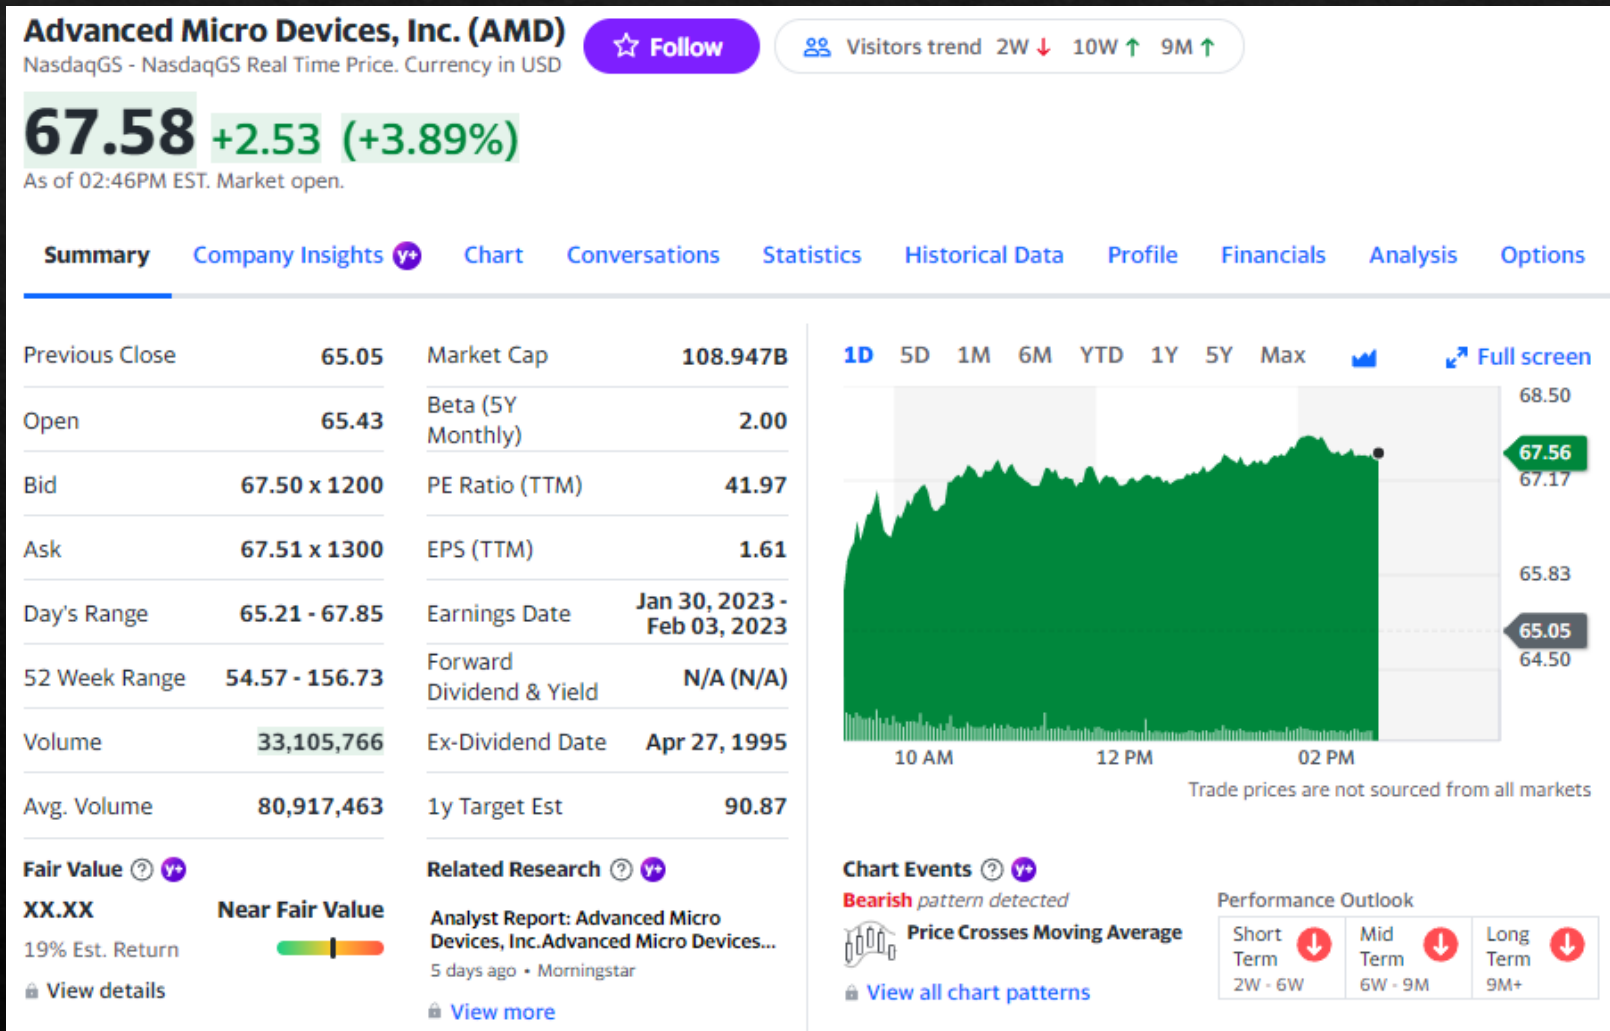 Advanced Micro Devices, Inc. (AMD)
Follow
Visitors trend 2W ↓ 10W ↑ 9M ↑
NasdaqGS - NasdaqGS Real Time Price. Currency in USD
67.58 +2.53 (+3.89%)
As of 02:46PM EST. Market open.
Summary Company Insights y+ Chart Conversations Statistics Historical Data Profile Financials Analysis Options
Previous Close 65.05
Open 65.43
Bid 67.50 x 1200
Ask 67.51 x 1300
Day's Range 65.21 - 67.85
52 Week Range 54.57 - 156.73
Volume 33,105,766
Avg. Volume 80,917,463
Market Cap 108.947B
Beta (5Y
Monthly) 2.00
PE Ratio (TTM) 41.97
EPS (TTM) 1.61
Earnings Date Jan 30, 2023 -
Feb 03, 2023
Forward
Dividend & Yield N/A (N/A)
Ex-Dividend Date Apr 27, 1995
1y Target Est 90.87
1D 5D 1M 6M YTD 1Y 5Y Max Full screen
68.50
67.56
67.17
65.83
65.05
64.50
10 AM 12 PM 02 PM
Trade prices are not sourced from all markets
Fair Value ? y+
XX.XX Near Fair Value
19% Est. Return
View details
Related Research ? y+
Analyst Report: Advanced Micro
Devices, Inc.Advanced Micro Devices...
5 days ago • Morningstar
View more
Chart Events ? y+
Bearish pattern detected
Price Crosses Moving Average
View all chart patterns
Performance Outlook
Short
Term
2W - 6W
Mid
Term
6W - 9M
Long
Term
9M+